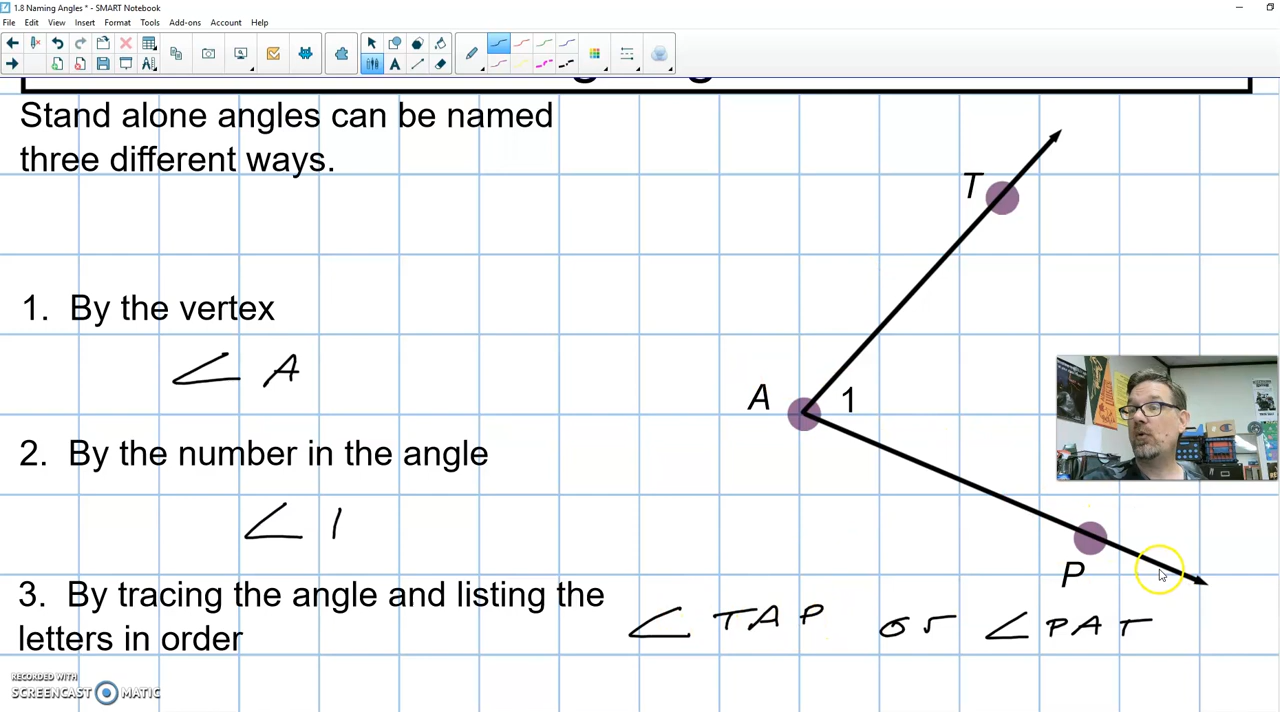 1.8 Naming Angles * - SMART Notebook
File Edit View Insert Format Tools Add-ons Account Help
Stand alone angles can be named
three different ways.
T
1. By the vertex
∠ A
A 1
2. By the number in the angle
∠ 1
P
3. By tracing the angle and listing the
letters in order
∠ TAP or ∠ PAT
RECORDED WITH
SCREENCAST MATIC